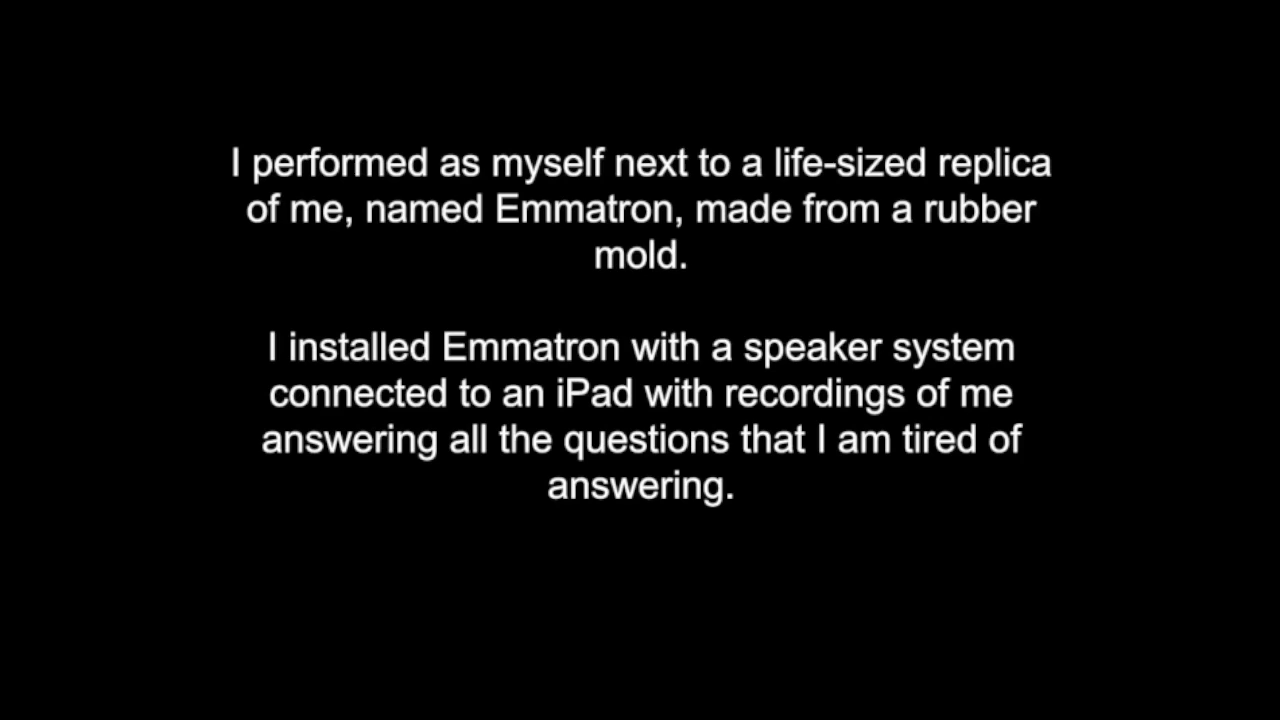 I performed as myself next to a life-sized replica
of me, named Emmatron, made from a rubber
mold.
I installed Emmatron with a speaker system
connected to an iPad with recordings of me
answering all the questions that I am tired of
answering.